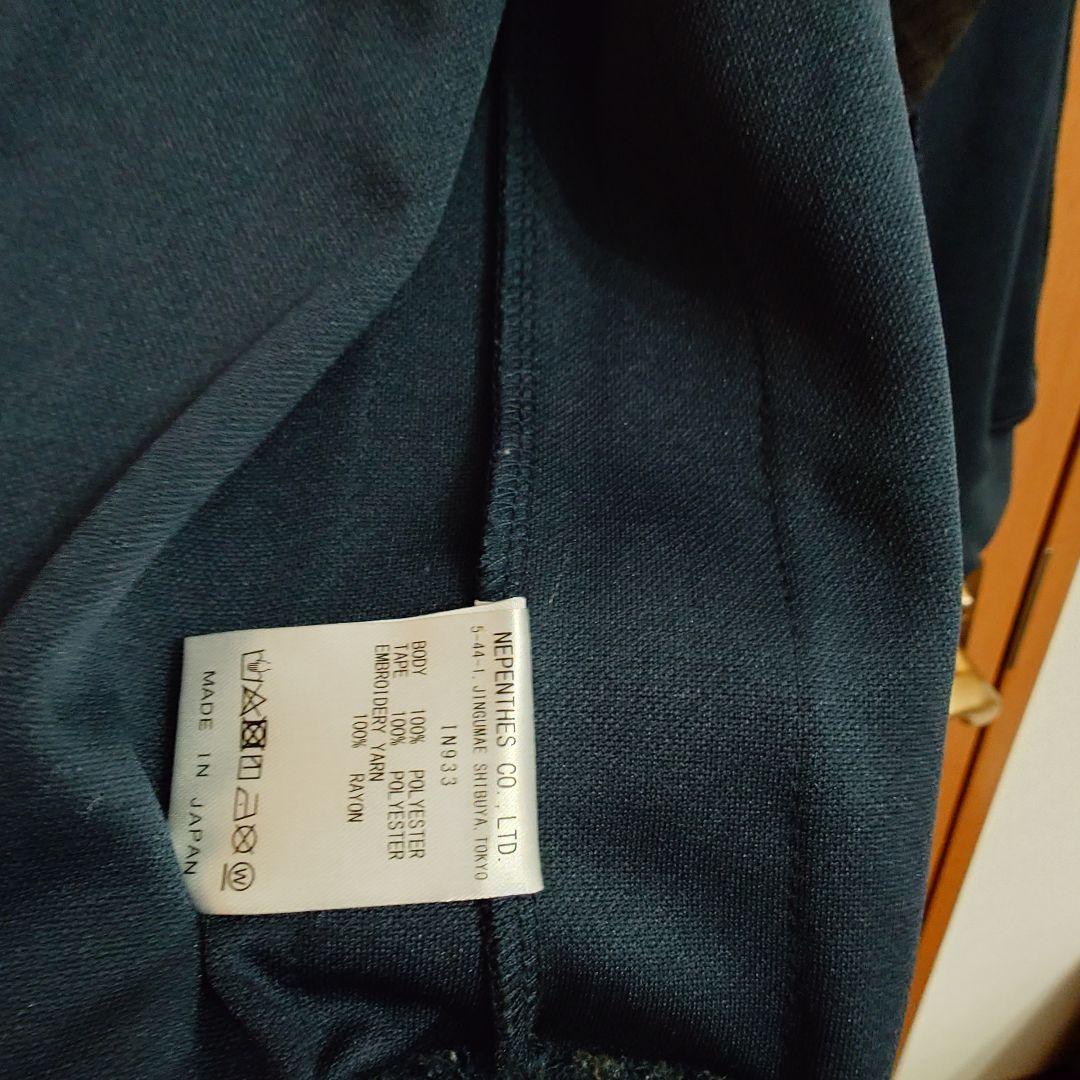 NEPENTHES CO.,LTD.
5-44-1, JINGUMAE SHIBUYA, TOKYO
IN933
BODY 100% POLYESTER
TAPE 100% POLYESTER
EMBROIDERY YARN
100% RAYON
W
MADE IN JAPAN